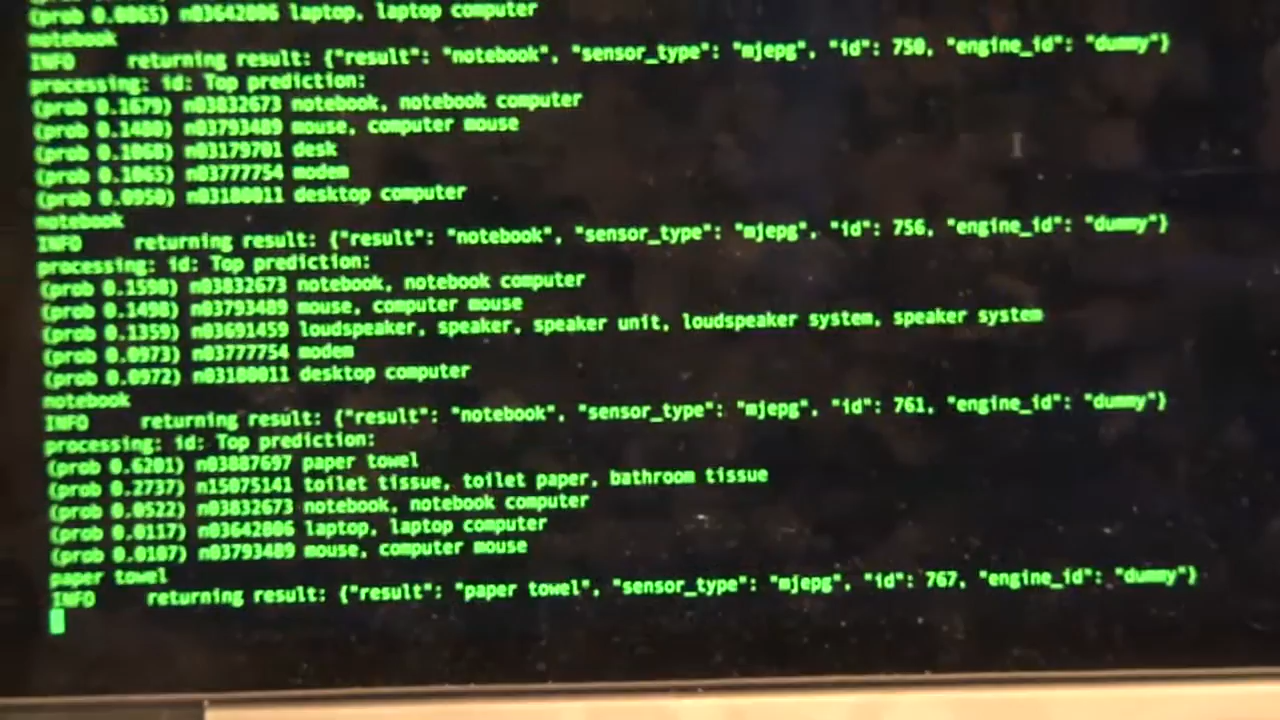 (prob 0.0865) n03642806 laptop, laptop computer
notebook
INFO returning result: {"result": "notebook", "sensor_type": "mjepg", "id": 750, "engine_id": "dummy"}
processing: id: Top prediction:
(prob 0.1679) n03832673 notebook, notebook computer
(prob 0.1480) n03793489 mouse, computer mouse
(prob 0.1068) n03179701 desk
(prob 0.1065) n03777754 modem
(prob 0.0950) n03180011 desktop computer
notebook
INFO returning result: {"result": "notebook", "sensor_type": "mjepg", "id": 756, "engine_id": "dummy"}
processing: id: Top prediction:
(prob 0.1598) n03832673 notebook, notebook computer
(prob 0.1498) n03793489 mouse, computer mouse
(prob 0.1359) n03691459 loudspeaker, speaker, speaker unit, loudspeaker system, speaker system
(prob 0.0973) n03777754 modem
(prob 0.0972) n03180011 desktop computer
notebook
INFO returning result: {"result": "notebook", "sensor_type": "mjepg", "id": 761, "engine_id": "dummy"}
processing: id: Top prediction:
(prob 0.6201) n03887697 paper towel
(prob 0.2737) n15075141 toilet tissue, toilet paper, bathroom tissue
(prob 0.0522) n03832673 notebook, notebook computer
(prob 0.0117) n03642806 laptop, laptop computer
(prob 0.0107) n03793489 mouse, computer mouse
paper towel
INFO returning result: {"result": "paper towel", "sensor_type": "mjepg", "id": 767, "engine_id": "dummy"}